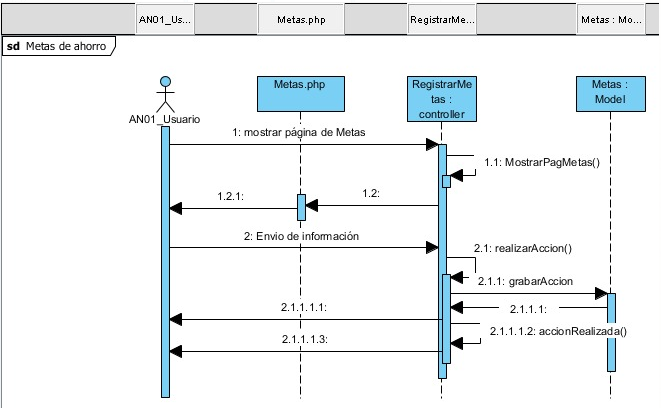 AN01_Us...
Metas.php
RegistrarMe...
Metas : Mo...
sd Metas de ahorro
AN01_Usuario
Metas.php
RegistrarMe
tas :
controller
Metas :
Model
1: mostrar página de Metas
1.1: MostrarPagMetas()
1.2:
1.2.1:
2: Envio de información
2.1: realizarAccion()
2.1.1: grabarAccion
2.1.1.1:
2.1.1.1.1:
2.1.1.1.2: accionRealizada()
2.1.1.1.3: